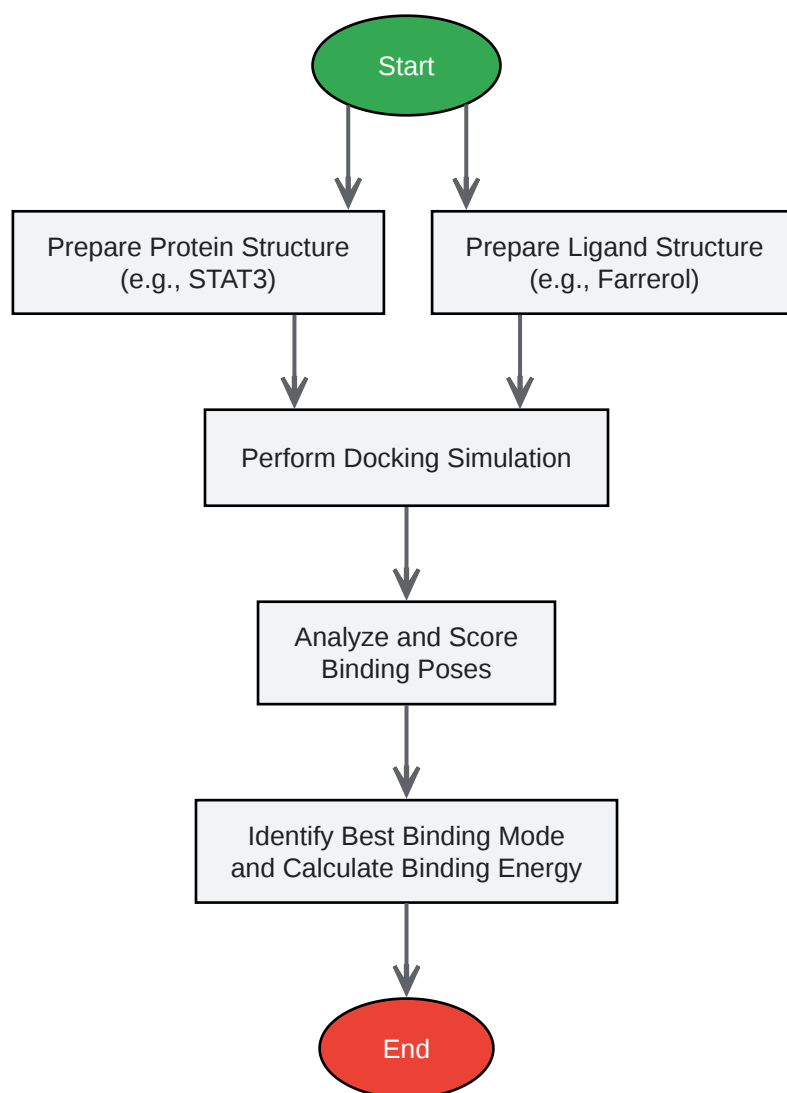 Start
Prepare Protein Structure
(e.g., STAT3)
Prepare Ligand Structure
(e.g., Farrerol)
Perform Docking Simulation
Analyze and Score
Binding Poses
Identify Best Binding Mode
and Calculate Binding Energy
End